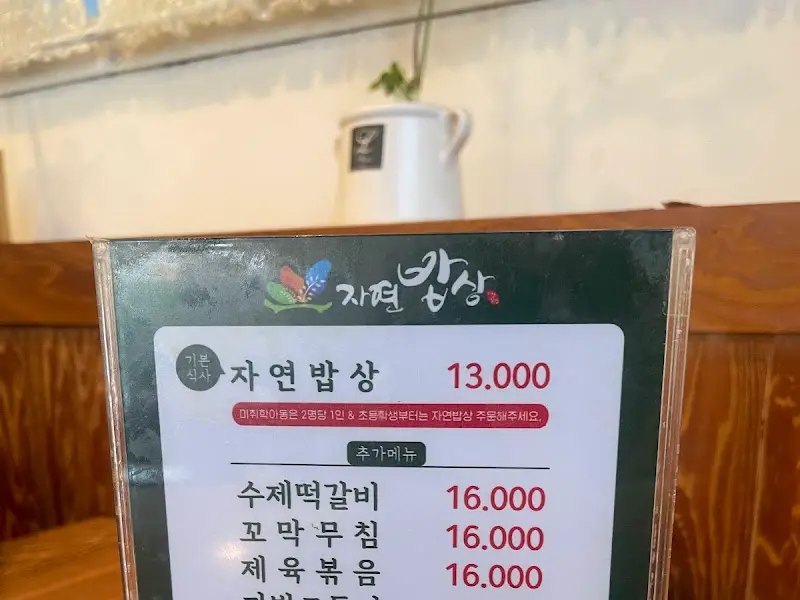 자연밥상
기본
식사
자연밥상 13.000
미취학아동은 2명당 1인 & 초등학생부터는 자연밥상 주문해주세요.
추가메뉴
수제떡갈비 16.000
꼬막무침 16.000
제육볶음 16.000